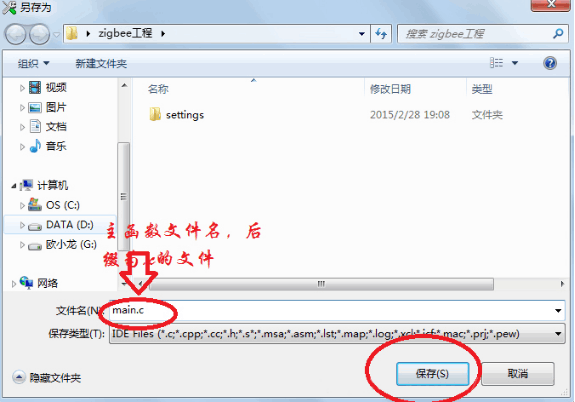 另存为
zigbee工程
搜索 zigbee工程
组织
新建文件夹
视频
图片
文档
音乐
计算机
OS (C:)
DATA (D:)
欧小龙 (G:)
网络
名称
修改日期
类型
settings
2015/2/28 19:08
文件夹
主函数文件名，后
缀为.c的文件
文件名(N):
main.c
保存类型(T):
IDE Files (*.c;*.cpp;*.cc;*.h;*.s*;*.msa;*.asm;*.lst;*.map;*.log;*.xcl;*.icf;*.mac;*.prj;*.pew)
隐藏文件夹
保存(S)
取消